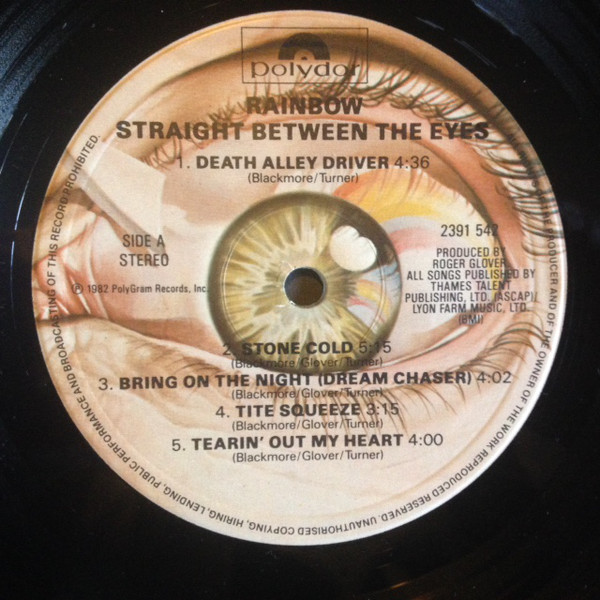 polydor
RAINBOW
STRAIGHT BETWEEN THE EYES
1. DEATH ALLEY DRIVER 4:36
(Blackmore/Turner)
SIDE A
STEREO
℗ 1982 PolyGram Records, Inc.
2391 542
PRODUCED BY
ROGER GLOVER
ALL SONGS PUBLISHED BY
THAMES TALENT
PUBLISHING, LTD. (ASCAP)/
LYON FARM MUSIC, LTD.
(BMI)
2. STONE COLD 5:15
(Blackmore/Glover/Turner)
3. BRING ON THE NIGHT (DREAM CHASER) 4:02
(Blackmore/Glover/Turner)
4. TITE SQUEEZE 3:15
(Blackmore/Glover/Turner)
5. TEARIN' OUT MY HEART 4:00
(Blackmore/Glover/Turner)
PRODUCER AND OF THE OWNER OF THE WORK REPRODUCED RESERVED. UNAUTHORISED COPYING, HIRING, LENDING, PUBLIC PERFORMANCE AND BROADCASTING OF THIS RECORD PROHIBITED.